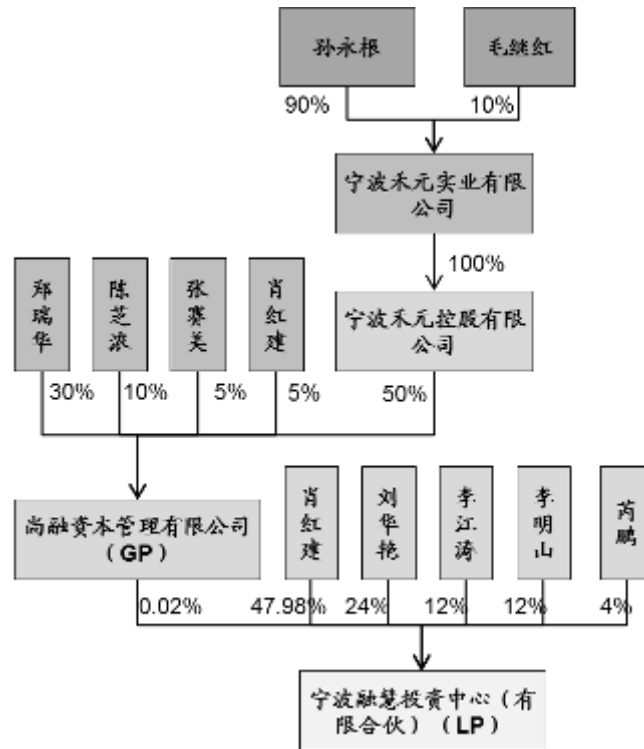 孙永根
毛继红
90%
10%
宁波禾元实业有限
公司
100%
郑瑞华
陈芝浓
张赛美
肖红建
宁波禾元控股有限
公司
30%
10%
5%
5%
50%
尚融资本管理有限公司
（GP）
肖红建
刘华艳
李江涛
李明山
芮鹏
0.02%
47.98%
24%
12%
12%
4%
宁波融慧投资中心（有
限合伙）（LP）